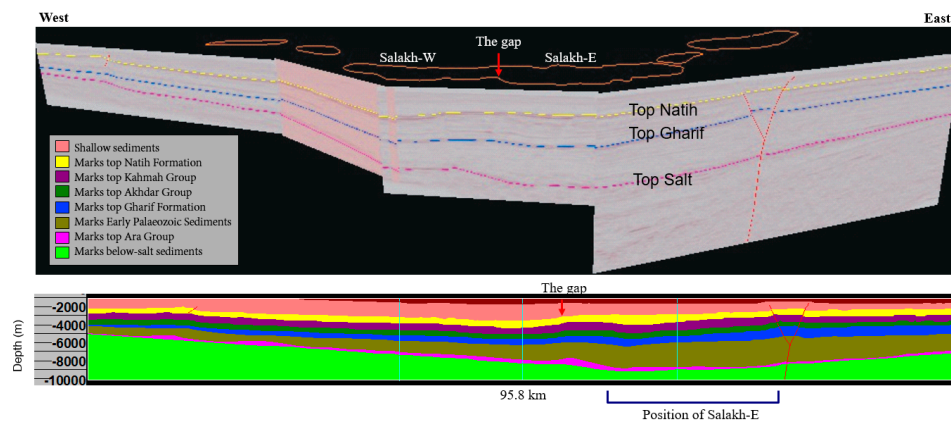 West
East
The gap
Salakh-W
Salakh-E
Top Natih
Top Gharif
Top Salt
Shallow sediments
Marks top Natih Formation
Marks top Kahmah Group
Marks top Akhdar Group
Marks top Gharif Formation
Marks Early Palaeozoic Sediments
Marks top Ara Group
Marks below-salt sediments
The gap
Depth (m)
-2000
-4000
-6000
-8000
-10000
95.8 km
Position of Salakh-E